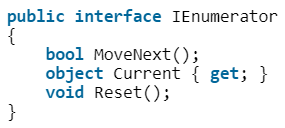 public interface IEnumerator
{
    bool MoveNext();
    object Current { get; }
    void Reset();
}